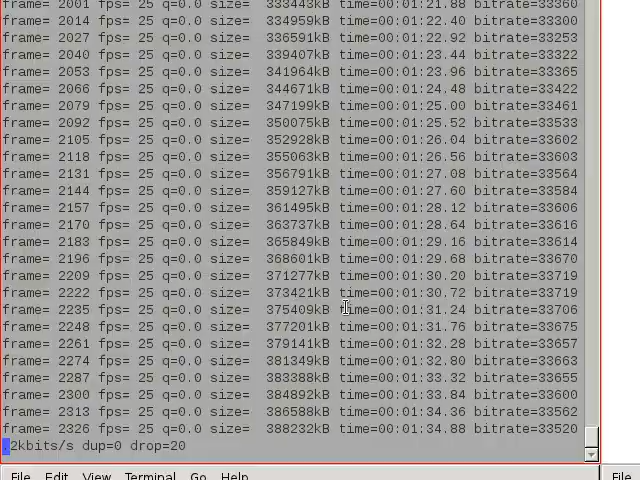 frame= 2001 fps= 25 q=0.0 size=  333443kB time=00:01:21.88 bitrate=33360
frame= 2014 fps= 25 q=0.0 size=  334959kB time=00:01:22.40 bitrate=33300
frame= 2027 fps= 25 q=0.0 size=  336591kB time=00:01:22.92 bitrate=33253
frame= 2040 fps= 25 q=0.0 size=  339407kB time=00:01:23.44 bitrate=33322
frame= 2053 fps= 25 q=0.0 size=  341964kB time=00:01:23.96 bitrate=33365
frame= 2066 fps= 25 q=0.0 size=  344671kB time=00:01:24.48 bitrate=33422
frame= 2079 fps= 25 q=0.0 size=  347199kB time=00:01:25.00 bitrate=33461
frame= 2092 fps= 25 q=0.0 size=  350075kB time=00:01:25.52 bitrate=33533
frame= 2105 fps= 25 q=0.0 size=  352928kB time=00:01:26.04 bitrate=33602
frame= 2118 fps= 25 q=0.0 size=  355063kB time=00:01:26.56 bitrate=33603
frame= 2131 fps= 25 q=0.0 size=  356791kB time=00:01:27.08 bitrate=33564
frame= 2144 fps= 25 q=0.0 size=  359127kB time=00:01:27.60 bitrate=33584
frame= 2157 fps= 25 q=0.0 size=  361495kB time=00:01:28.12 bitrate=33606
frame= 2170 fps= 25 q=0.0 size=  363737kB time=00:01:28.64 bitrate=33616
frame= 2183 fps= 25 q=0.0 size=  365849kB time=00:01:29.16 bitrate=33614
frame= 2196 fps= 25 q=0.0 size=  368601kB time=00:01:29.68 bitrate=33670
frame= 2209 fps= 25 q=0.0 size=  371277kB time=00:01:30.20 bitrate=33719
frame= 2222 fps= 25 q=0.0 size=  373421kB time=00:01:30.72 bitrate=33719
frame= 2235 fps= 25 q=0.0 size=  375409kB time=00:01:31.24 bitrate=33706
frame= 2248 fps= 25 q=0.0 size=  377201kB time=00:01:31.76 bitrate=33675
frame= 2261 fps= 25 q=0.0 size=  379141kB time=00:01:32.28 bitrate=33657
frame= 2274 fps= 25 q=0.0 size=  381349kB time=00:01:32.80 bitrate=33663
frame= 2287 fps= 25 q=0.0 size=  383388kB time=00:01:33.32 bitrate=33655
frame= 2300 fps= 25 q=0.0 size=  384892kB time=00:01:33.84 bitrate=33600
frame= 2313 fps= 25 q=0.0 size=  386588kB time=00:01:34.36 bitrate=33562
frame= 2326 fps= 25 q=0.0 size=  388232kB time=00:01:34.88 bitrate=33520
.2kbits/s dup=0 drop=20
File Edit View Terminal Go Help
File